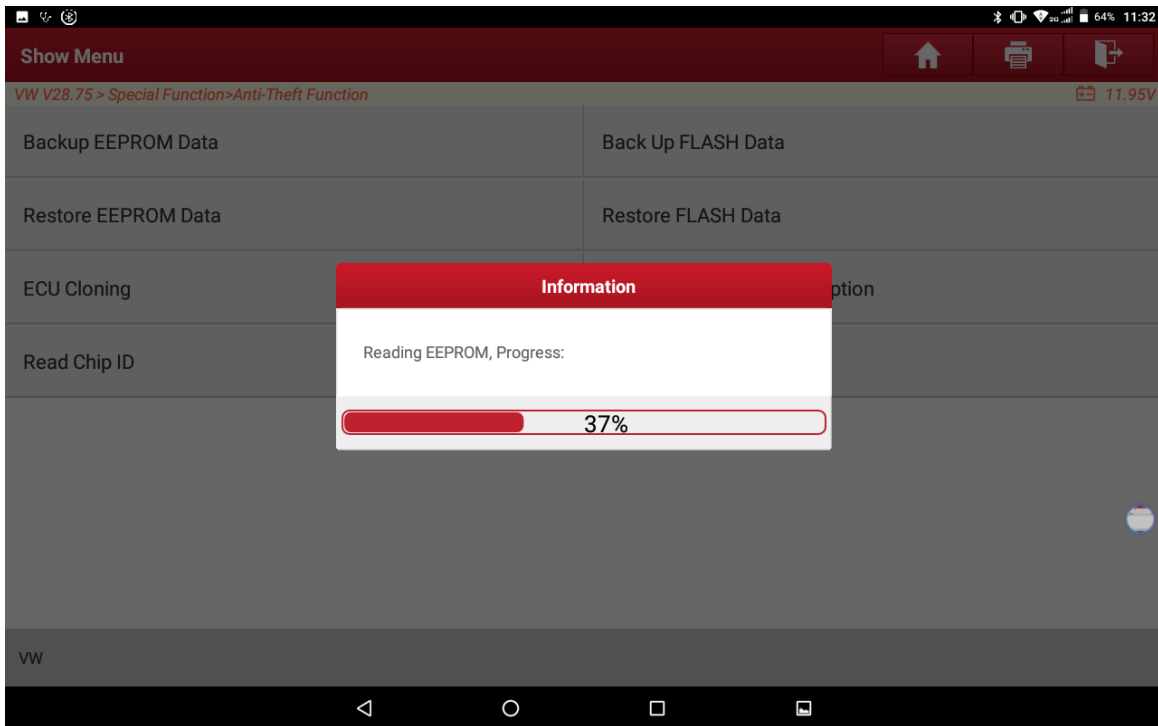 2G 64% 11:32
Show Menu
VW V28.75 > Special Function>Anti-Theft Function 11.95V
Backup EEPROM Data Back Up FLASH Data
Restore EEPROM Data Restore FLASH Data
ECU Cloning ption
Read Chip ID
Information
Reading EEPROM, Progress:
37%
VW